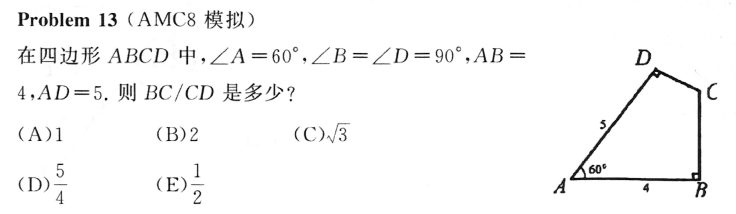 Problem 13（AMC8 模拟）
在四边形 ABCD 中,∠A=60°,∠B=∠D=90°,AB=
4,AD=5. 则 BC/CD 是多少?
(A)1 (B)2 (C)√3
(D)5/4 (E)1/2
D
C
5
60°
A 4 B